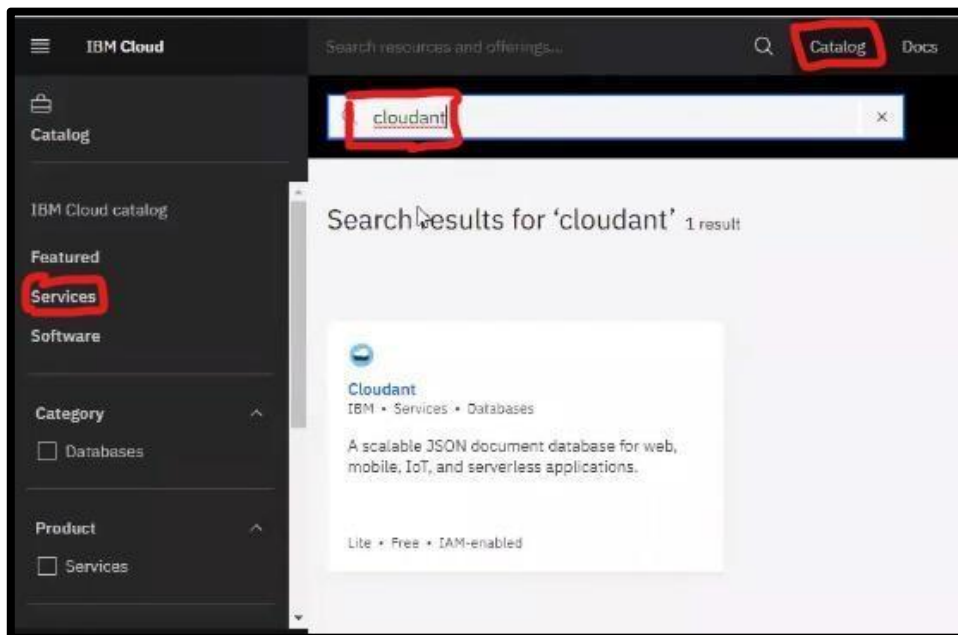 IBM Cloud
Search resources and offerings...
Catalog
Docs
Catalog
cloudant
IBM Cloud catalog
Featured
Services
Software
Category
Databases
Product
Services
Search results for ‘cloudant’ 1 result
Cloudant
IBM • Services • Databases
A scalable JSON document database for web,
mobile, IoT, and serverless applications.
Lite • Free • IAM-enabled